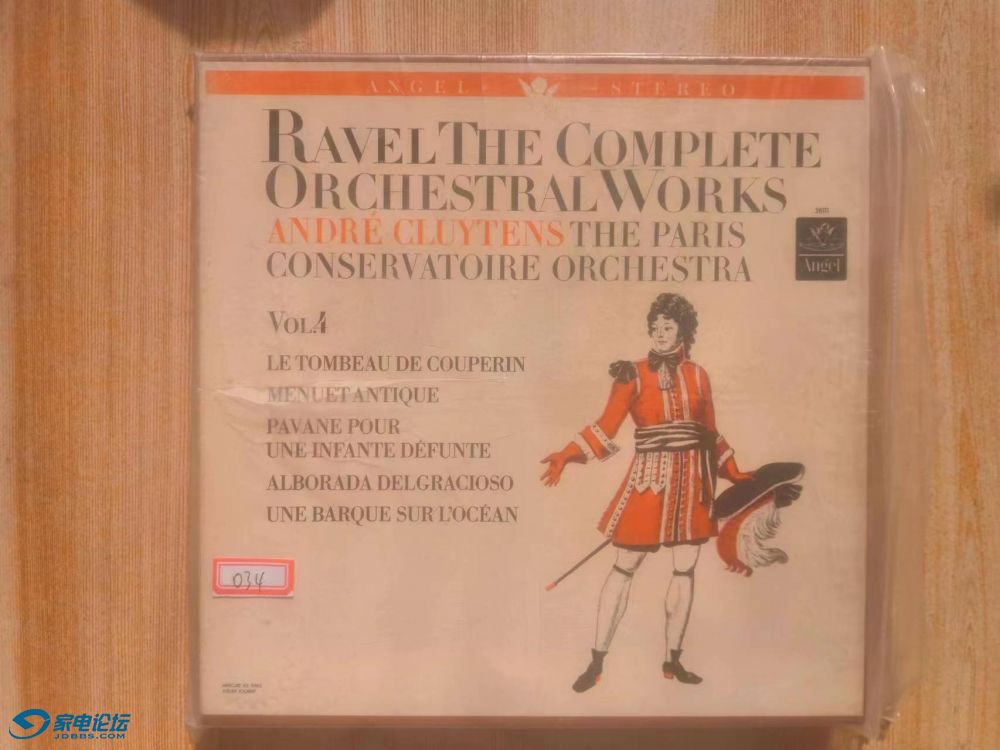 ANGEL STEREO
RAVEL THE COMPLETE
ORCHESTRAL WORKS
ANDRÉ CLUYTENS THE PARIS
CONSERVATOIRE ORCHESTRA
Angel
VOL.4
LE TOMBEAU DE COUPERIN
MENUET ANTIQUE
PAVANE POUR
UNE INFANTE DÉFUNTE
ALBORADA DEL GRACIOSO
UNE BARQUE SUR L'OCÉAN
034
家电论坛
JDBBS.COM